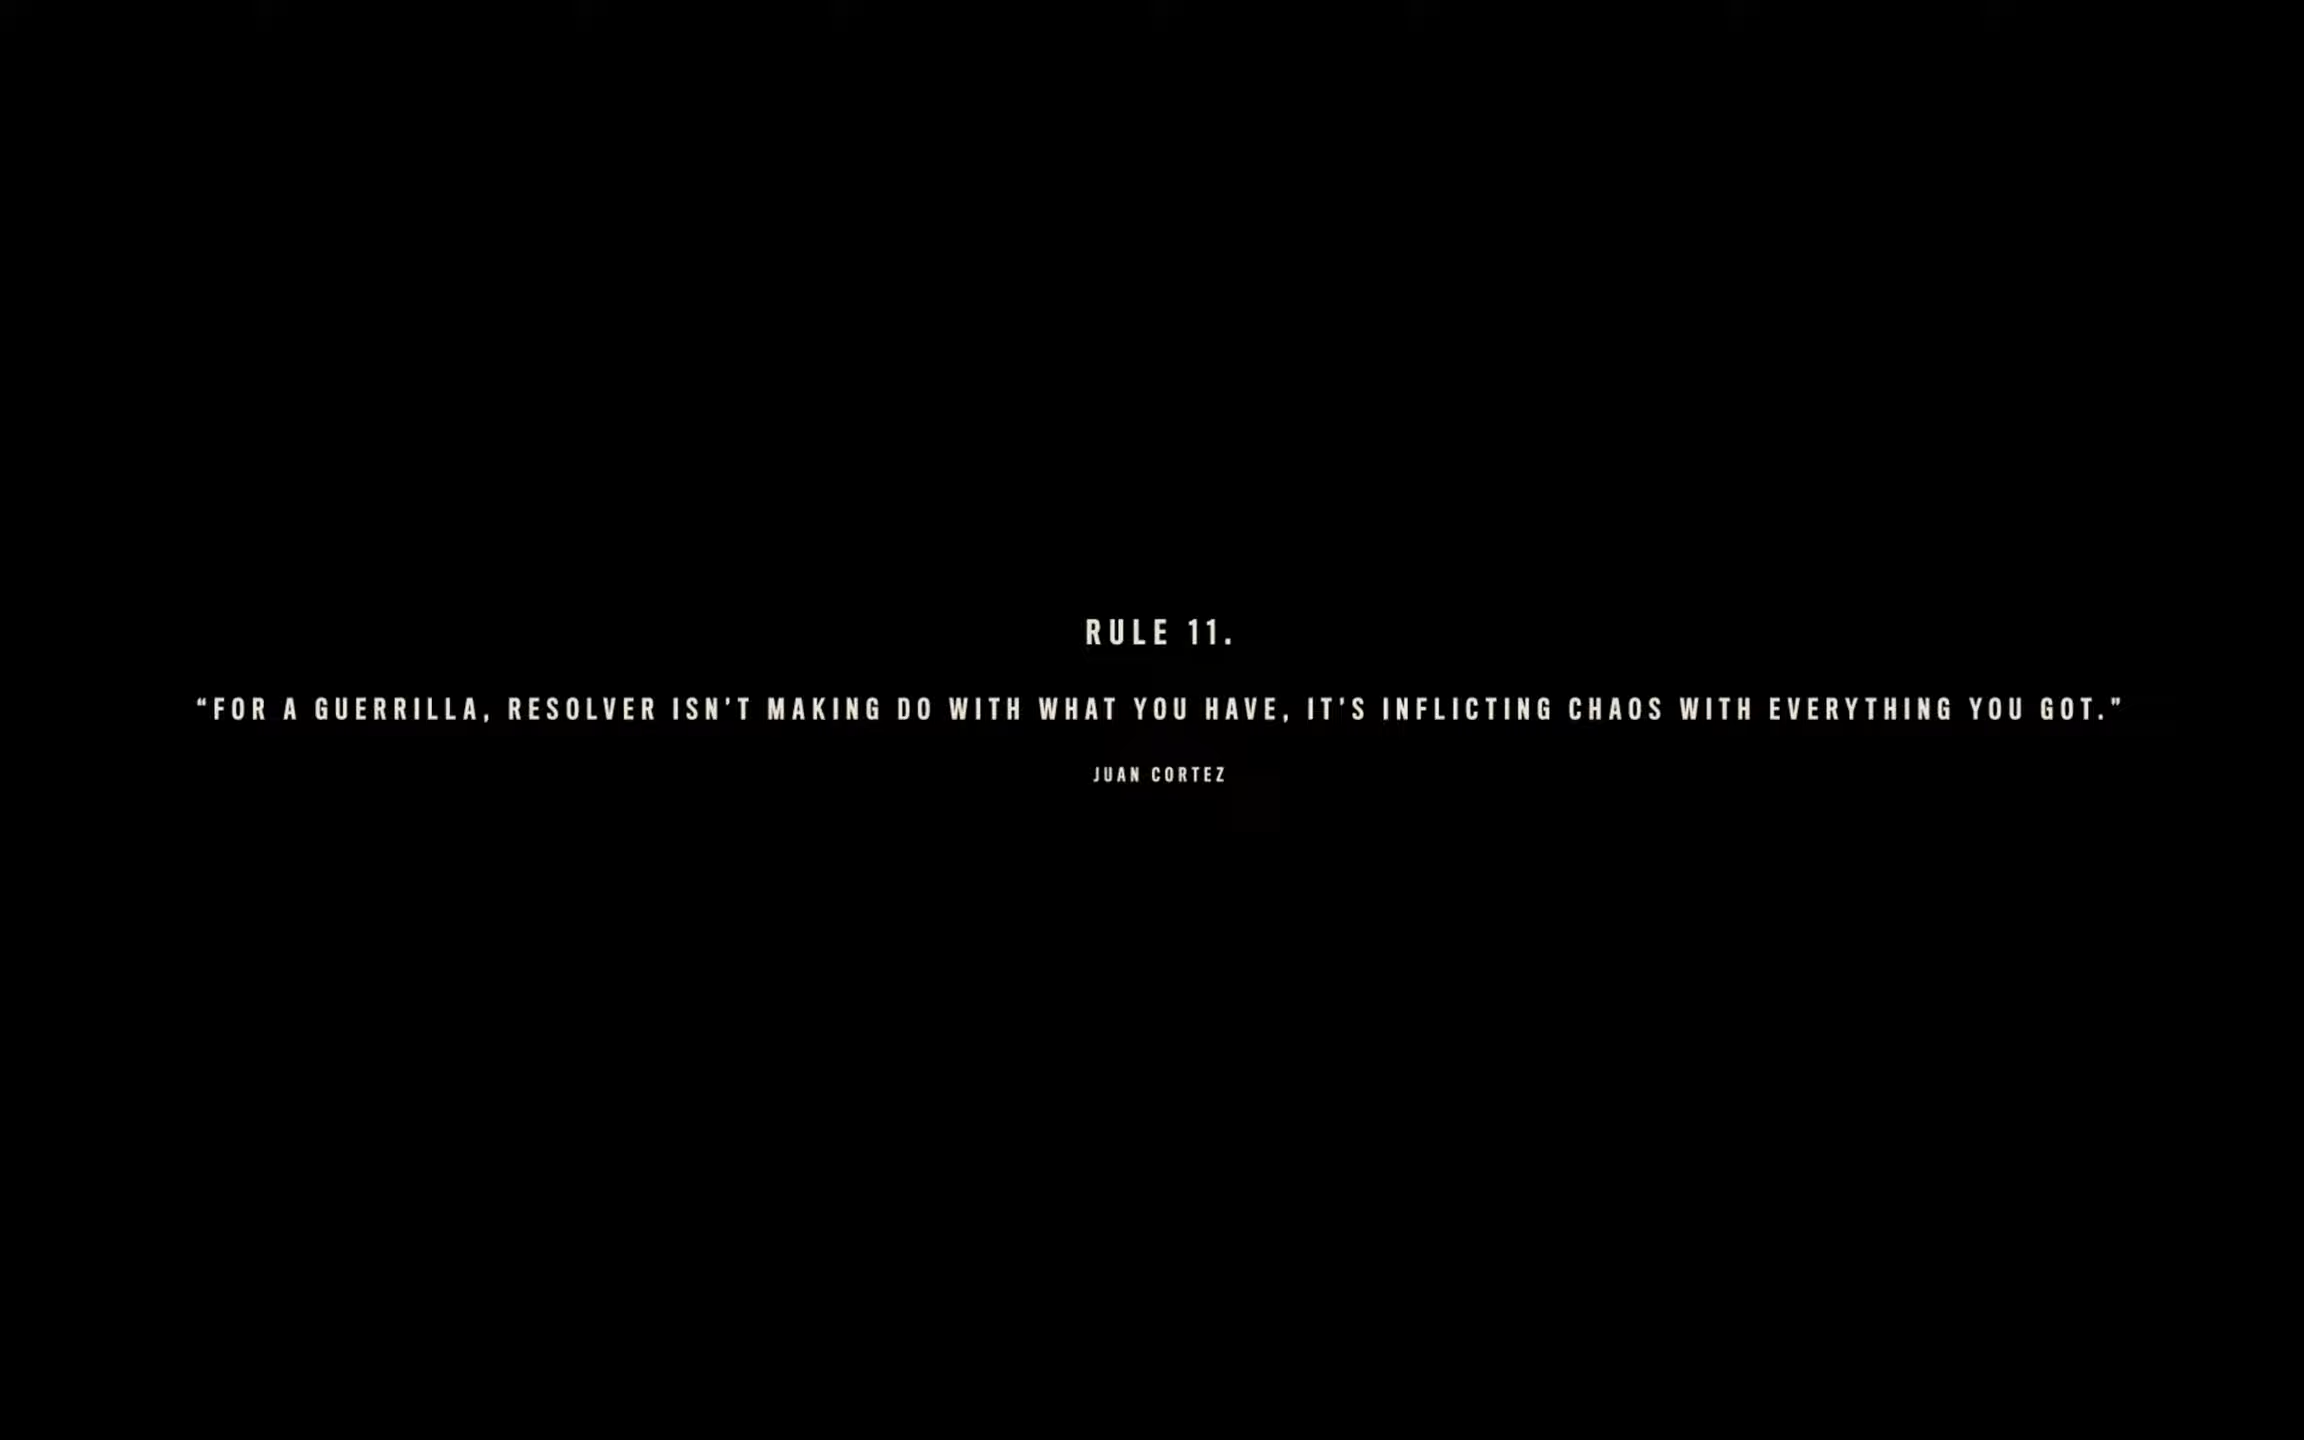 RULE 11.
“FOR A GUERRILLA, RESOLVER ISN’T MAKING DO WITH WHAT YOU HAVE, IT’S INFLICTING CHAOS WITH EVERYTHING YOU GOT.”
JUAN CORTEZ